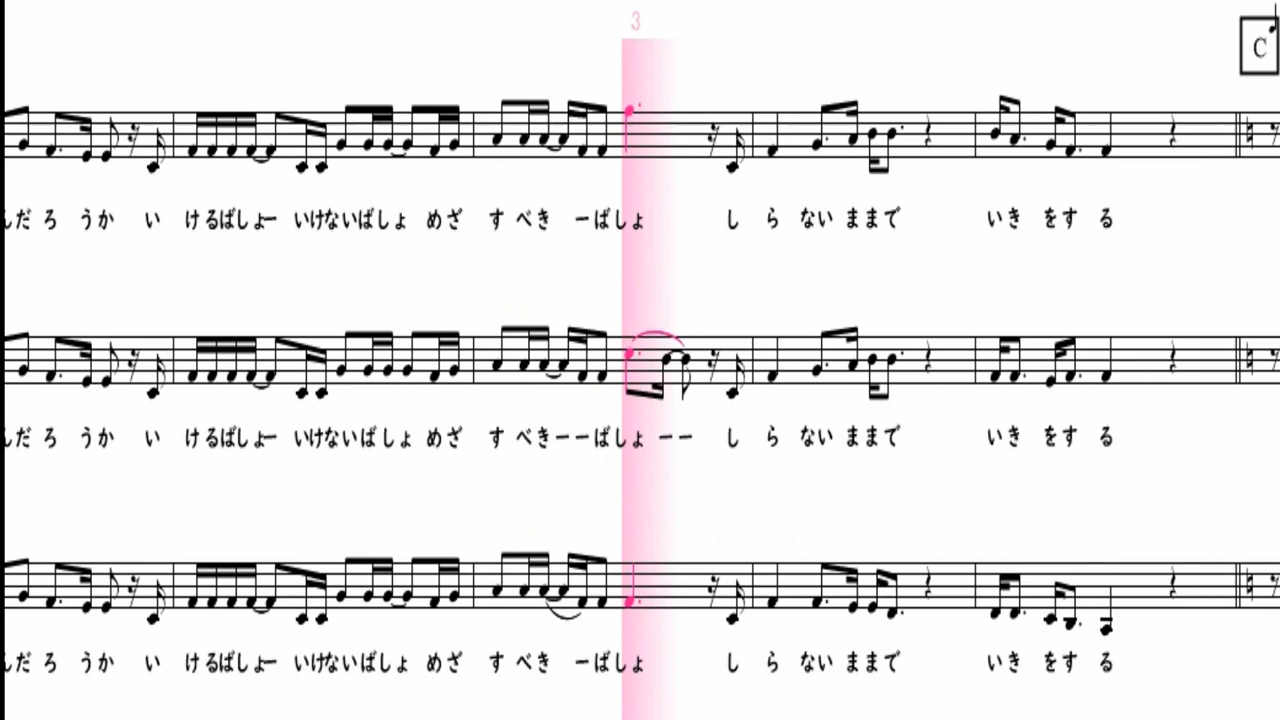 3
C
んだ ろ うか い けるばしょー いけないばしょ めざ す べき ーばしょ し ら ない ままで いき をす る
んだ ろ うか い けるばしょー いけないばしょ めざ す べきーーばしょ ーー し ら ない ままで いき をす る
んだ ろ うか い けるばしょー いけないばしょ めざ す べき ーばしょ し ら ない ままで いき をす る